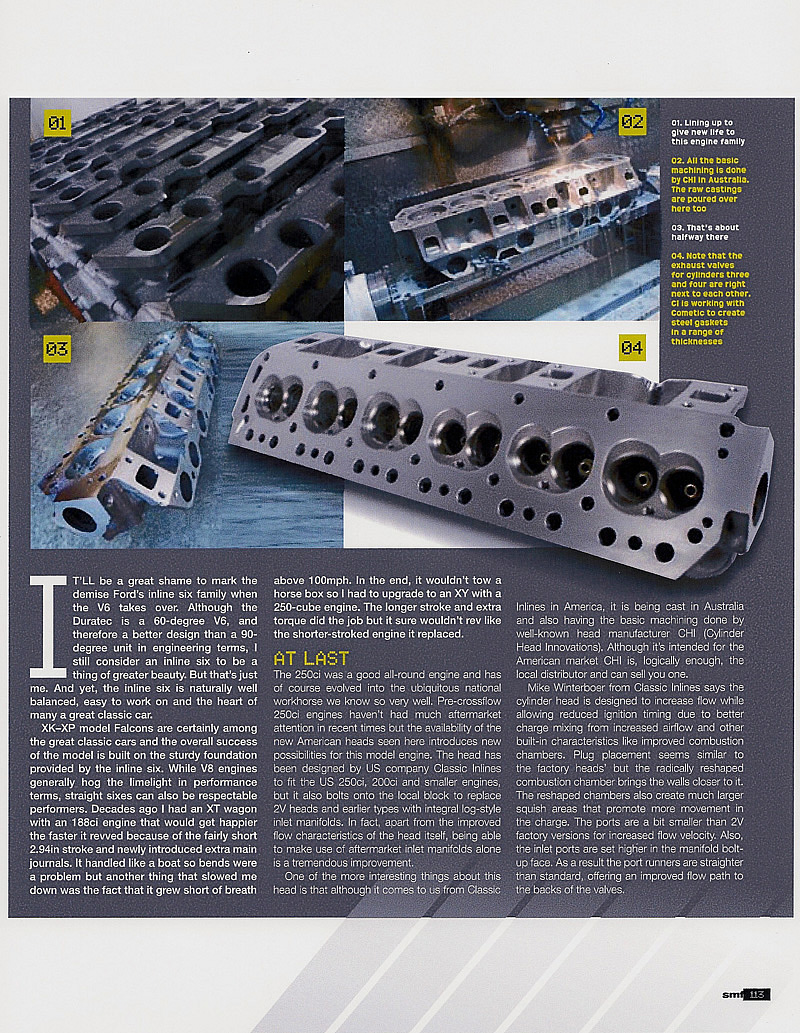 01
02
03
04
01. Lining up to
give new life to
this engine family
02. All the basic
machining is done
by CHI in Australia.
The raw castings
are poured over
here too
03. That's about
halfway there
04. Note that the
exhaust valves
for cylinders three
and four are right
next to each other.
CI is working with
Cometic to create
steel gaskets
in a range of
thicknesses
IT'LL be a great shame to mark the
demise Ford's inline six family when
the V6 takes over. Although the
Duratec is a 60-degree V6, and
therefore a better design than a 90-
degree unit in engineering terms, I
still consider an inline six to be a
thing of greater beauty. But that's just
me. And yet, the inline six is naturally well
balanced, easy to work on and the heart of
many a great classic car.
XK–XP model Falcons are certainly among
the great classic cars and the overall success
of the model is built on the sturdy foundation
provided by the inline six. While V8 engines
generally hog the limelight in performance
terms, straight sixes can also be respectable
performers. Decades ago I had an XT wagon
with an 188ci engine that would get happier
the faster it revved because of the fairly short
2.94in stroke and newly introduced extra main
journals. It handled like a boat so bends were
a problem but another thing that slowed me
down was the fact that it grew short of breath
above 100mph. In the end, it wouldn't tow a
horse box so I had to upgrade to an XY with a
250-cube engine. The longer stroke and extra
torque did the job but it sure wouldn't rev like
the shorter-stroked engine it replaced.
AT LAST
The 250ci was a good all-round engine and has
of course evolved into the ubiquitous national
workhorse we know so very well. Pre-crossflow
250ci engines haven't had much aftermarket
attention in recent times but the availability of the
new American heads seen here introduces new
possibilities for this model engine. The head has
been designed by US company Classic Inlines
to fit the US 250ci, 200ci and smaller engines,
but it also bolts onto the local block to replace
2V heads and earlier types with integral log-style
inlet manifolds. In fact, apart from the improved
flow characteristics of the head itself, being able
to make use of aftermarket inlet manifolds alone
is a tremendous improvement.
One of the more interesting things about this
head is that although it comes to us from Classic
Inlines in America, it is being cast in Australia
and also having the basic machining done by
well-known head manufacturer CHI (Cylinder
Head Innovations). Although it's intended for the
American market CHI is, logically enough, the
local distributor and can sell you one.
Mike Winterboer from Classic Inlines says the
cylinder head is designed to increase flow while
allowing reduced ignition timing due to better
charge mixing from increased airflow and other
built-in characteristics like improved combustion
chambers. Plug placement seems similar to
the factory heads' but the radically reshaped
combustion chamber brings the walls closer to it.
The reshaped chambers also create much larger
squish areas that promote more movement in
the charge. The ports are a bit smaller than 2V
factory versions for increased flow velocity. Also,
the inlet ports are set higher in the manifold bolt-
up face. As a result the port runners are straighter
than standard, offering an improved flow path to
the backs of the valves.
smf 113